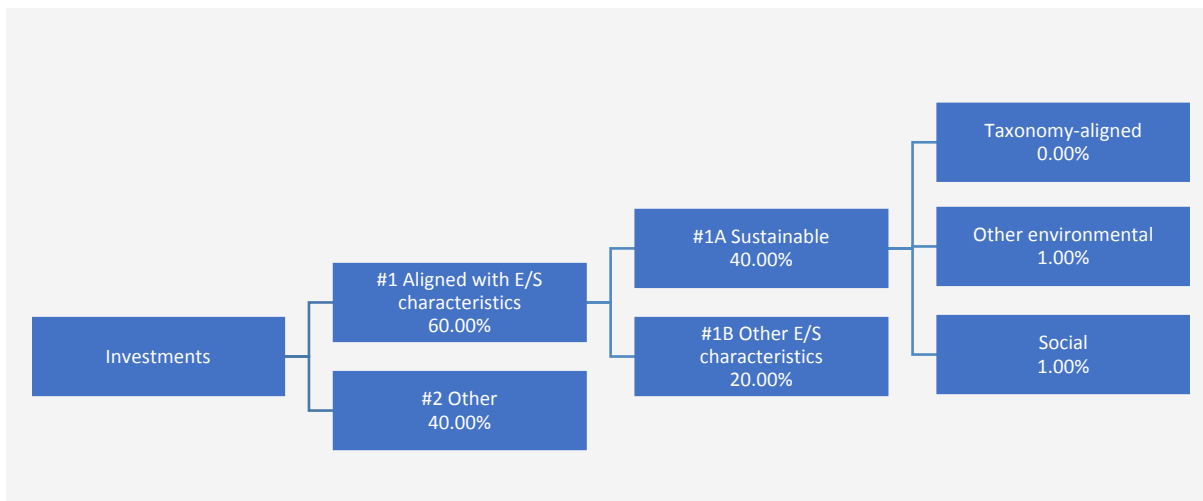 Investments
#1 Aligned with E/S
characteristics
60.00%
#2 Other
40.00%
#1A Sustainable
40.00%
#1B Other E/S
characteristics
20.00%
Taxonomy-aligned
0.00%
Other environmental
1.00%
Social
1.00%